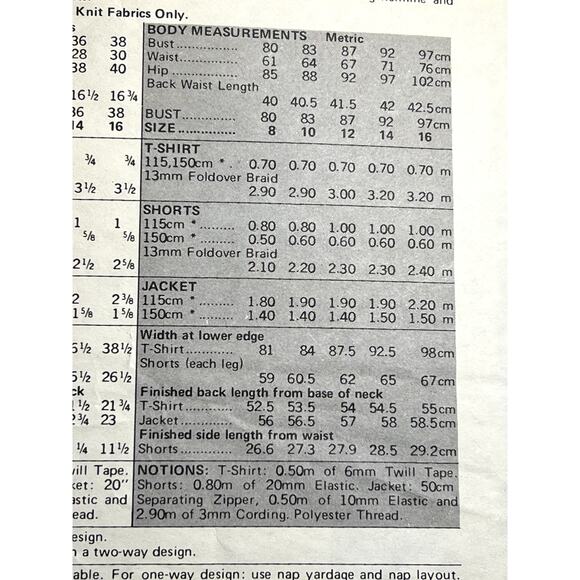 Knit Fabrics Only.
36 38 BODY MEASUREMENTS Metric
28 30 Bust 80 83 87 92 97cm
38 40 Waist 61 64 67 71 76cm
Hip 85 88 92 97 102cm
Back Waist Length
16½ 16¾ 40 40.5 41.5 42 42.5cm
36 38 BUST 80 83 87 92 97cm
14 16 SIZE 8 10 12 14 16
T-SHIRT
¾ ¾ 115,150cm * 0.70 0.70 0.70 0.70 0.70 m
13mm Foldover Braid
3½ 3½ 2.90 2.90 3.00 3.20 3.20 m
SHORTS
1 1 115cm * 0.80 0.80 1.00 1.00 1.00 m
⅝ ⅝ 150cm * 0.50 0.60 0.60 0.60 0.60 m
13mm Foldover Braid
2½ 2⅝ 2.10 2.20 2.30 2.30 2.40 m
JACKET
2 2⅜ 115cm * 1.80 1.90 1.90 1.90 2.20 m
1⅝ 1⅝ 150cm * 1.40 1.40 1.40 1.50 1.50 m
Width at lower edge
38½ T-Shirt 81 84 87.5 92.5 98cm
Shorts (each leg)
26½ 59 60.5 62 65 67cm
Finished back length from base of neck
21¾ T-Shirt 52.5 53.5 54 54.5 55cm
23 Jacket 56 56.5 57 58 58.5cm
Finished side length from waist
¼ 11½ Shorts 26.6 27.3 27.9 28.5 29.2cm
Twill Tape. NOTIONS: T-Shirt: 0.50m of 6mm Twill Tape.
20" Shorts: 0.80m of 20mm Elastic. Jacket: 50cm
and Separating Zipper, 0.50m of 10mm Elastic and
2.90m of 3mm Cording. Polyester Thread.
design.
a two-way design.
able. For one-way design: use nap yardage and nap layout.